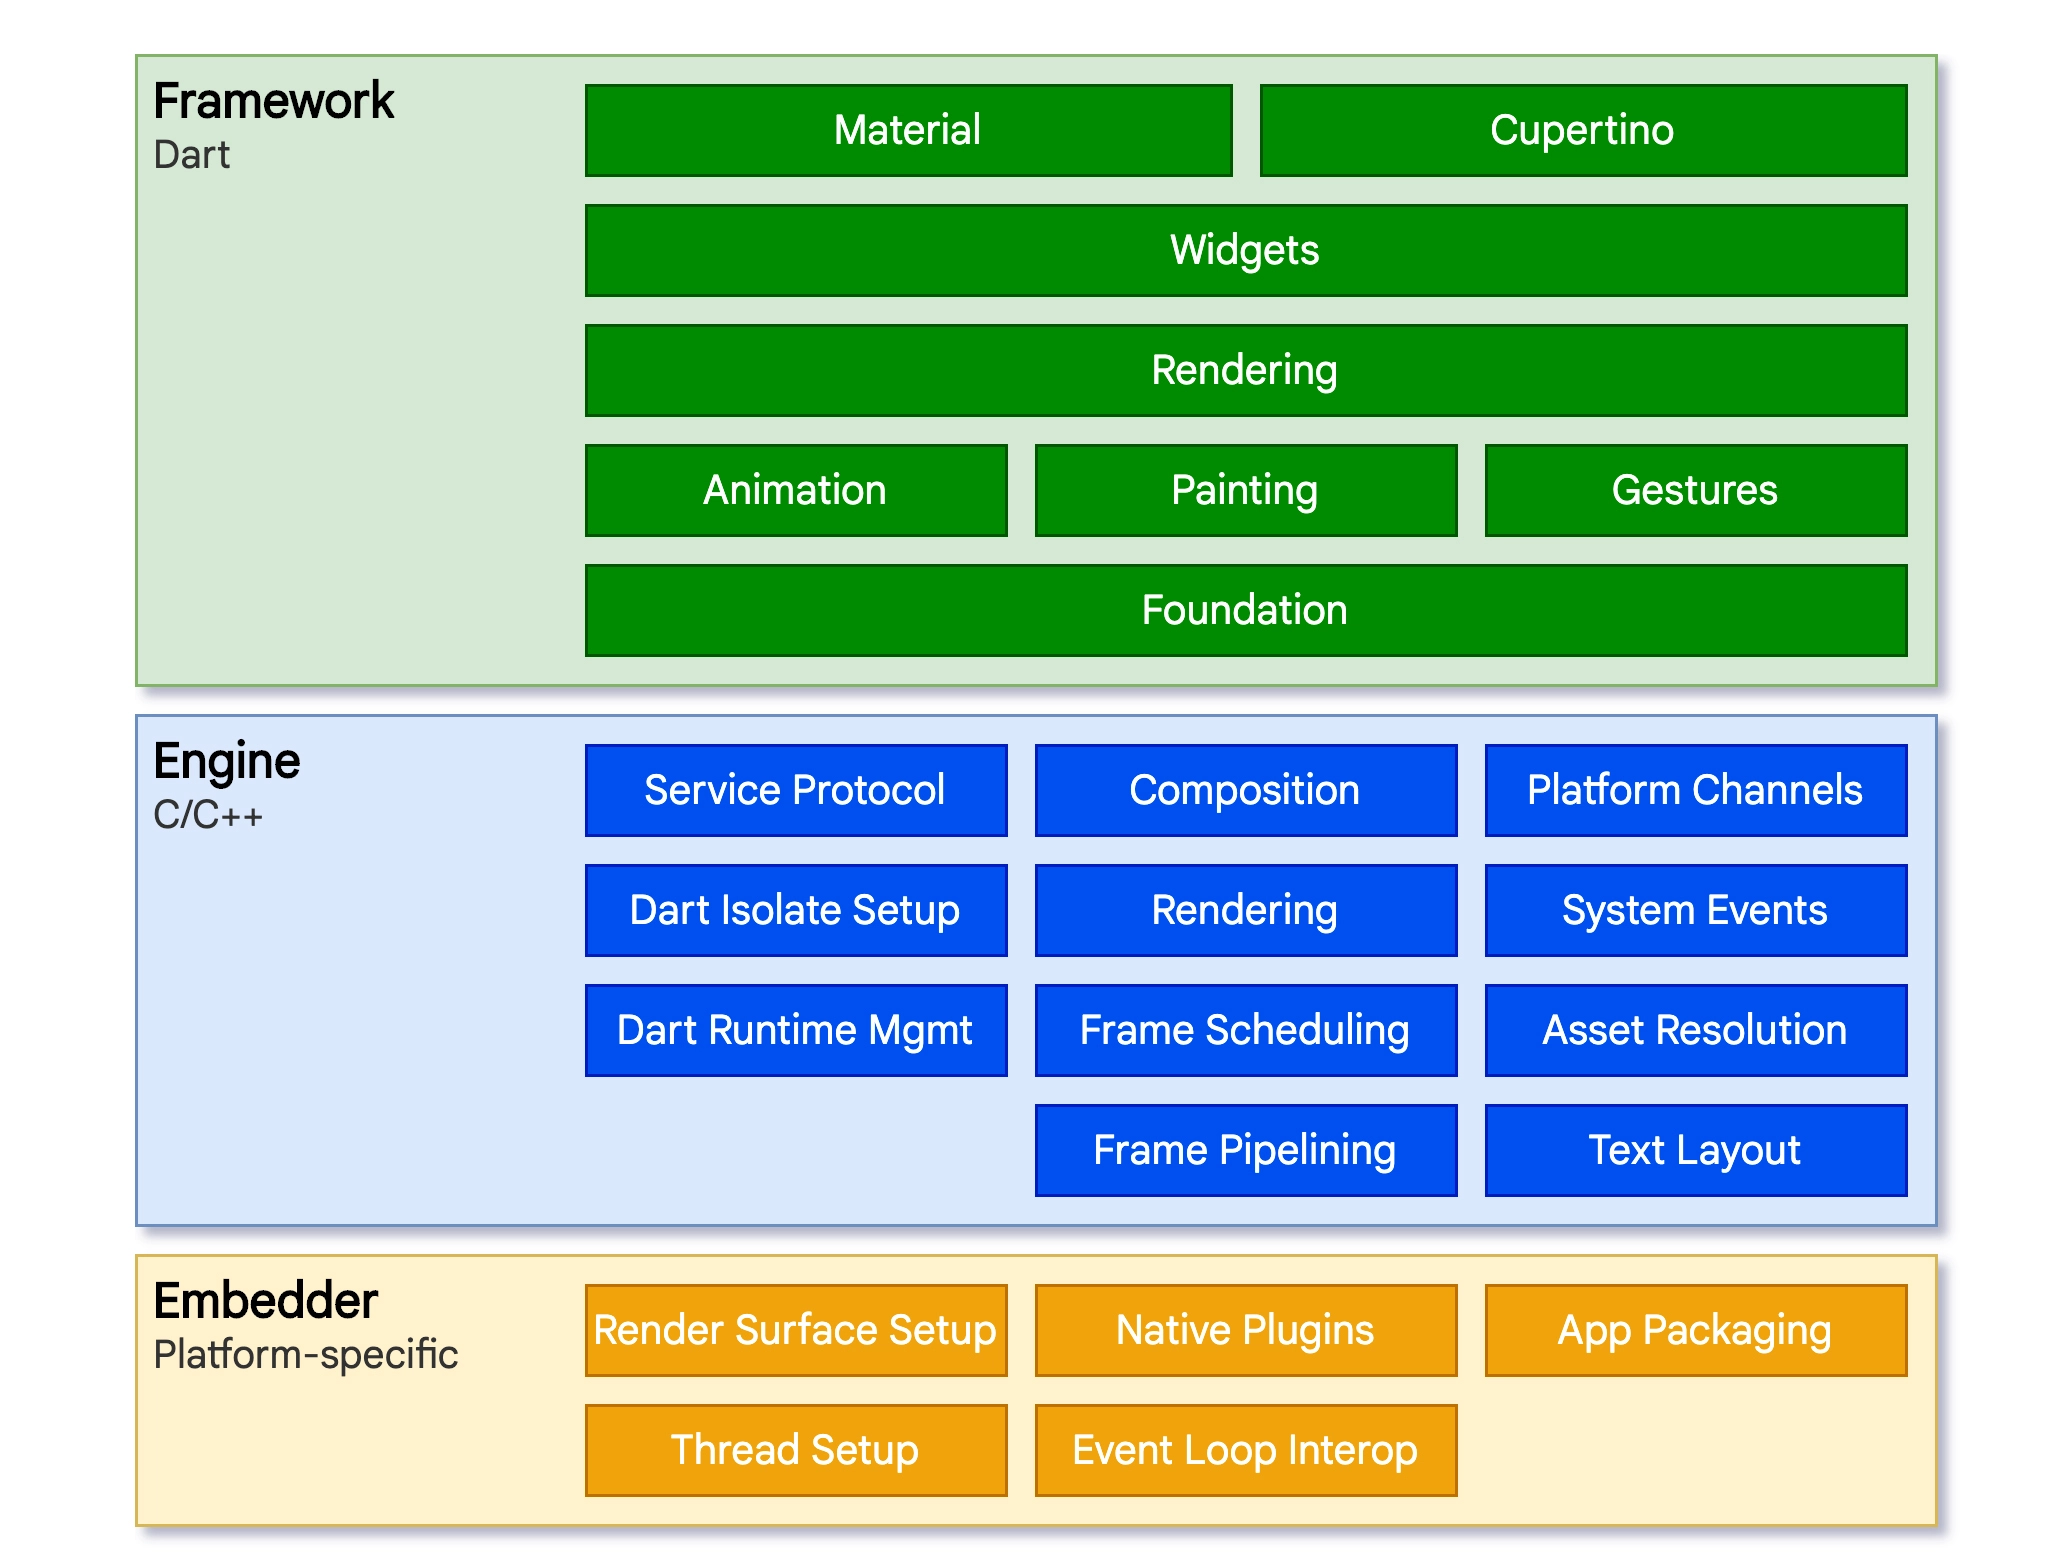 Framework
Dart
Material
Cupertino
Widgets
Rendering
Animation
Painting
Gestures
Foundation
Engine
C/C++
Service Protocol
Composition
Platform Channels
Dart Isolate Setup
Rendering
System Events
Dart Runtime Mgmt
Frame Scheduling
Asset Resolution
Frame Pipelining
Text Layout
Embedder
Platform-specific
Render Surface Setup
Native Plugins
App Packaging
Thread Setup
Event Loop Interop